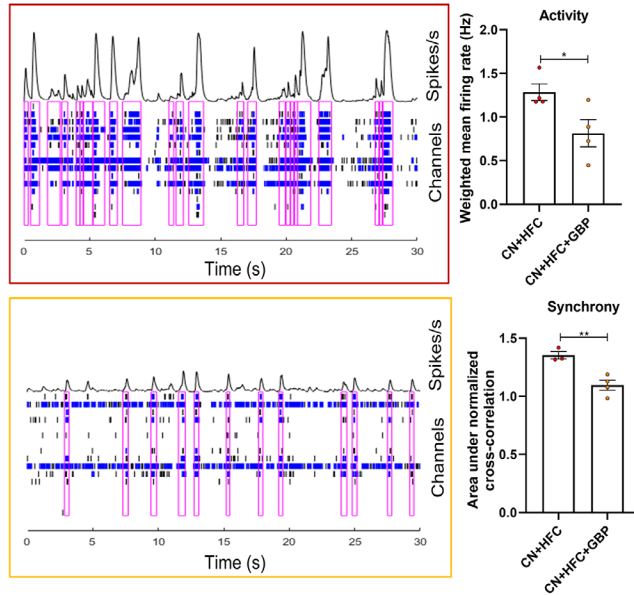 Spikes/s
Channels
0 5 10 15 20 25 30
Time (s)
Activity
*
Weighted mean firing rate (Hz)
2.0
1.5
1.0
0.5
0.0
CN+HFC
CN+HFC+GBP
Spikes/s
Channels
0 5 10 15 20 25 30
Time (s)
Synchrony
**
Area under normalized
cross-correlation
1.5
1.0
0.5
0.0
CN+HFC
CN+HFC+GBP